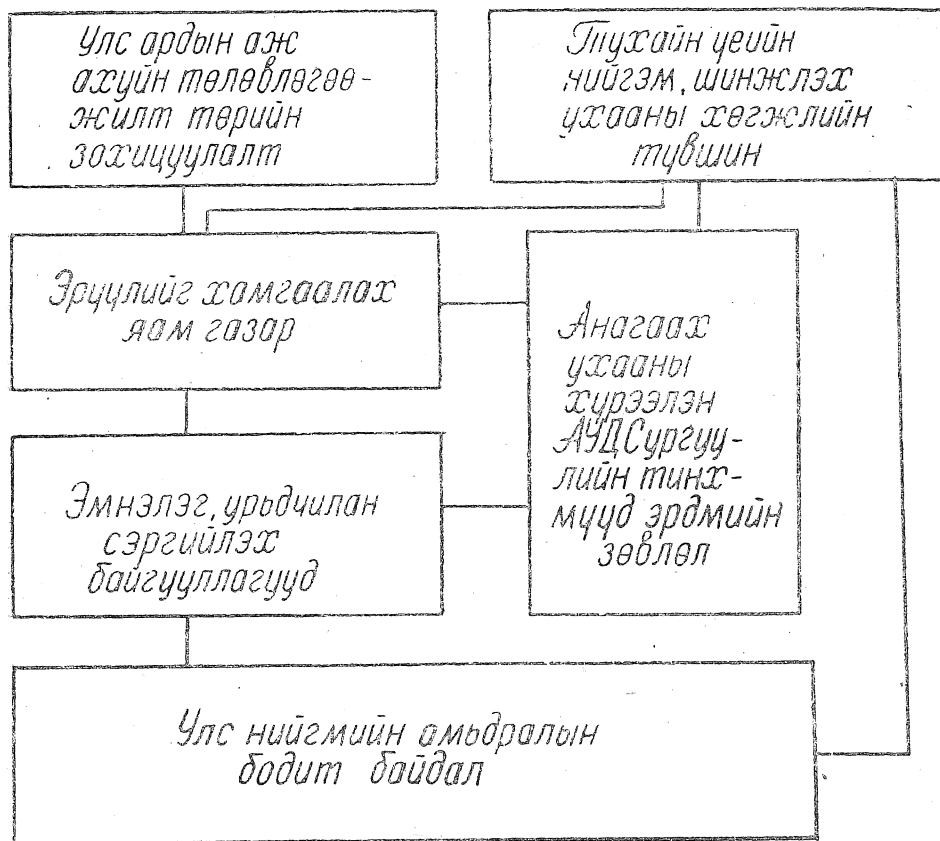 Улс ардын аж
ахуйн төлөвлөгөө-
жилт төрийн
зохицуулалт
Тухайн үеийн
нийгэм, шинжлэх
ухааны хөгжлийн
түвшин
Эрүүлийг хамгаалах
яам газар
Анагаах
ухааны
хүрээлэн
АУДСургуу-
лийн тинх-
мүүд эрдмийн
зөвлөл
Эмнэлэг, урьдчилан
сэргийлэх
байгууллагууд
Улс нийгмийн амьдралын
бодит байдал